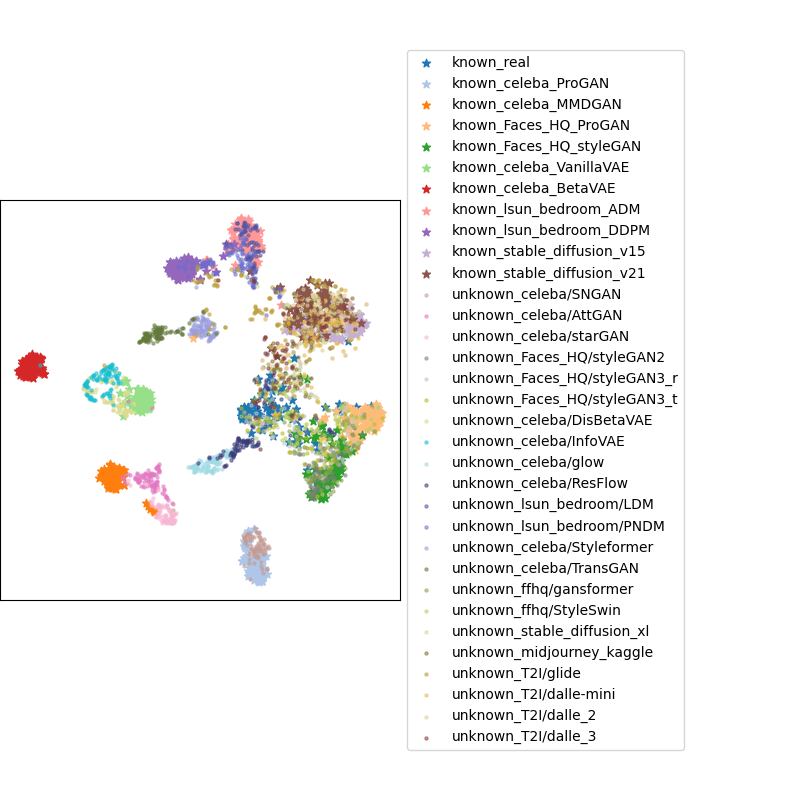 known_real
known_celeba_ProGAN
known_celeba_MMDGAN
known_Faces_HQ_ProGAN
known_Faces_HQ_styleGAN
known_celeba_VanillaVAE
known_celeba_BetaVAE
known_lsun_bedroom_ADM
known_lsun_bedroom_DDPM
known_stable_diffusion_v15
known_stable_diffusion_v21
unknown_celeba/SNGAN
unknown_celeba/AttGAN
unknown_celeba/starGAN
unknown_Faces_HQ/styleGAN2
unknown_Faces_HQ/styleGAN3_r
unknown_Faces_HQ/styleGAN3_t
unknown_celeba/DisBetaVAE
unknown_celeba/InfoVAE
unknown_celeba/glow
unknown_celeba/ResFlow
unknown_lsun_bedroom/LDM
unknown_lsun_bedroom/PNDM
unknown_celeba/Styleformer
unknown_celeba/TransGAN
unknown_ffhq/gansformer
unknown_ffhq/StyleSwin
unknown_stable_diffusion_xl
unknown_midjourney_kaggle
unknown_T2I/glide
unknown_T2I/dalle-mini
unknown_T2I/dalle_2
unknown_T2I/dalle_3